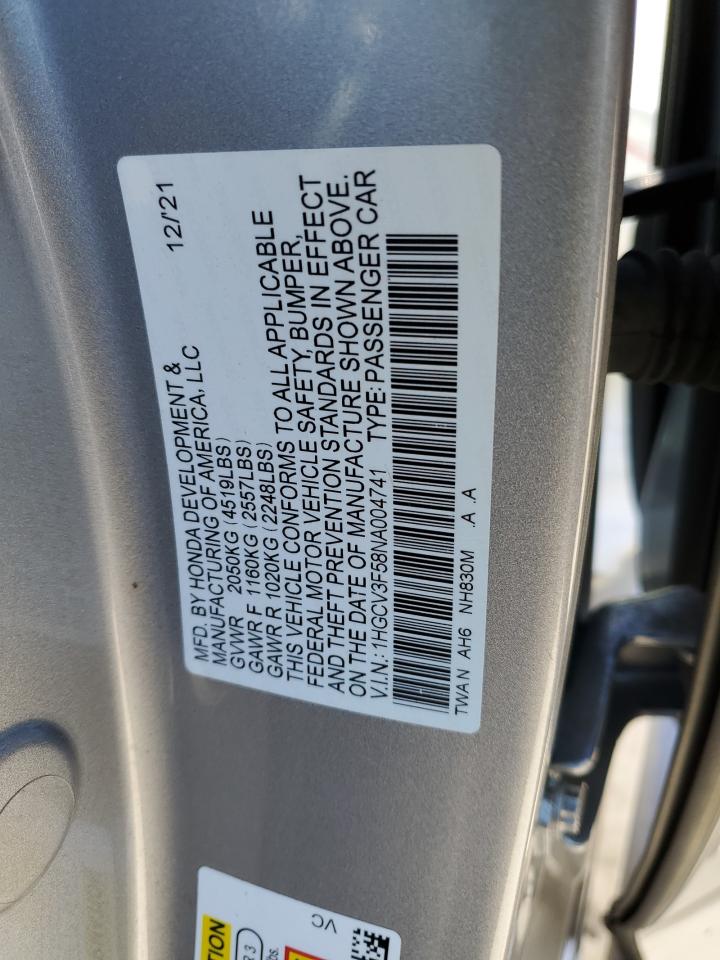 MFD. BY HONDA DEVELOPMENT & 12/'21
MANUFACTURING OF AMERICA, LLC
GVWR 2050KG (4519LBS)
GAWR F 1160KG (2557LBS)
GAWR R 1020KG (2248LBS)
THIS VEHICLE CONFORMS TO ALL APPLICABLE
FEDERAL MOTOR VEHICLE SAFETY, BUMPER,
AND THEFT PREVENTION STANDARDS IN EFFECT
ON THE DATE OF MANUFACTURE SHOWN ABOVE.
V.I.N.: 1HGCV3F58NA004741 TYPE: PASSENGER CAR
TWA N AH6 NH830M .A .A
VC